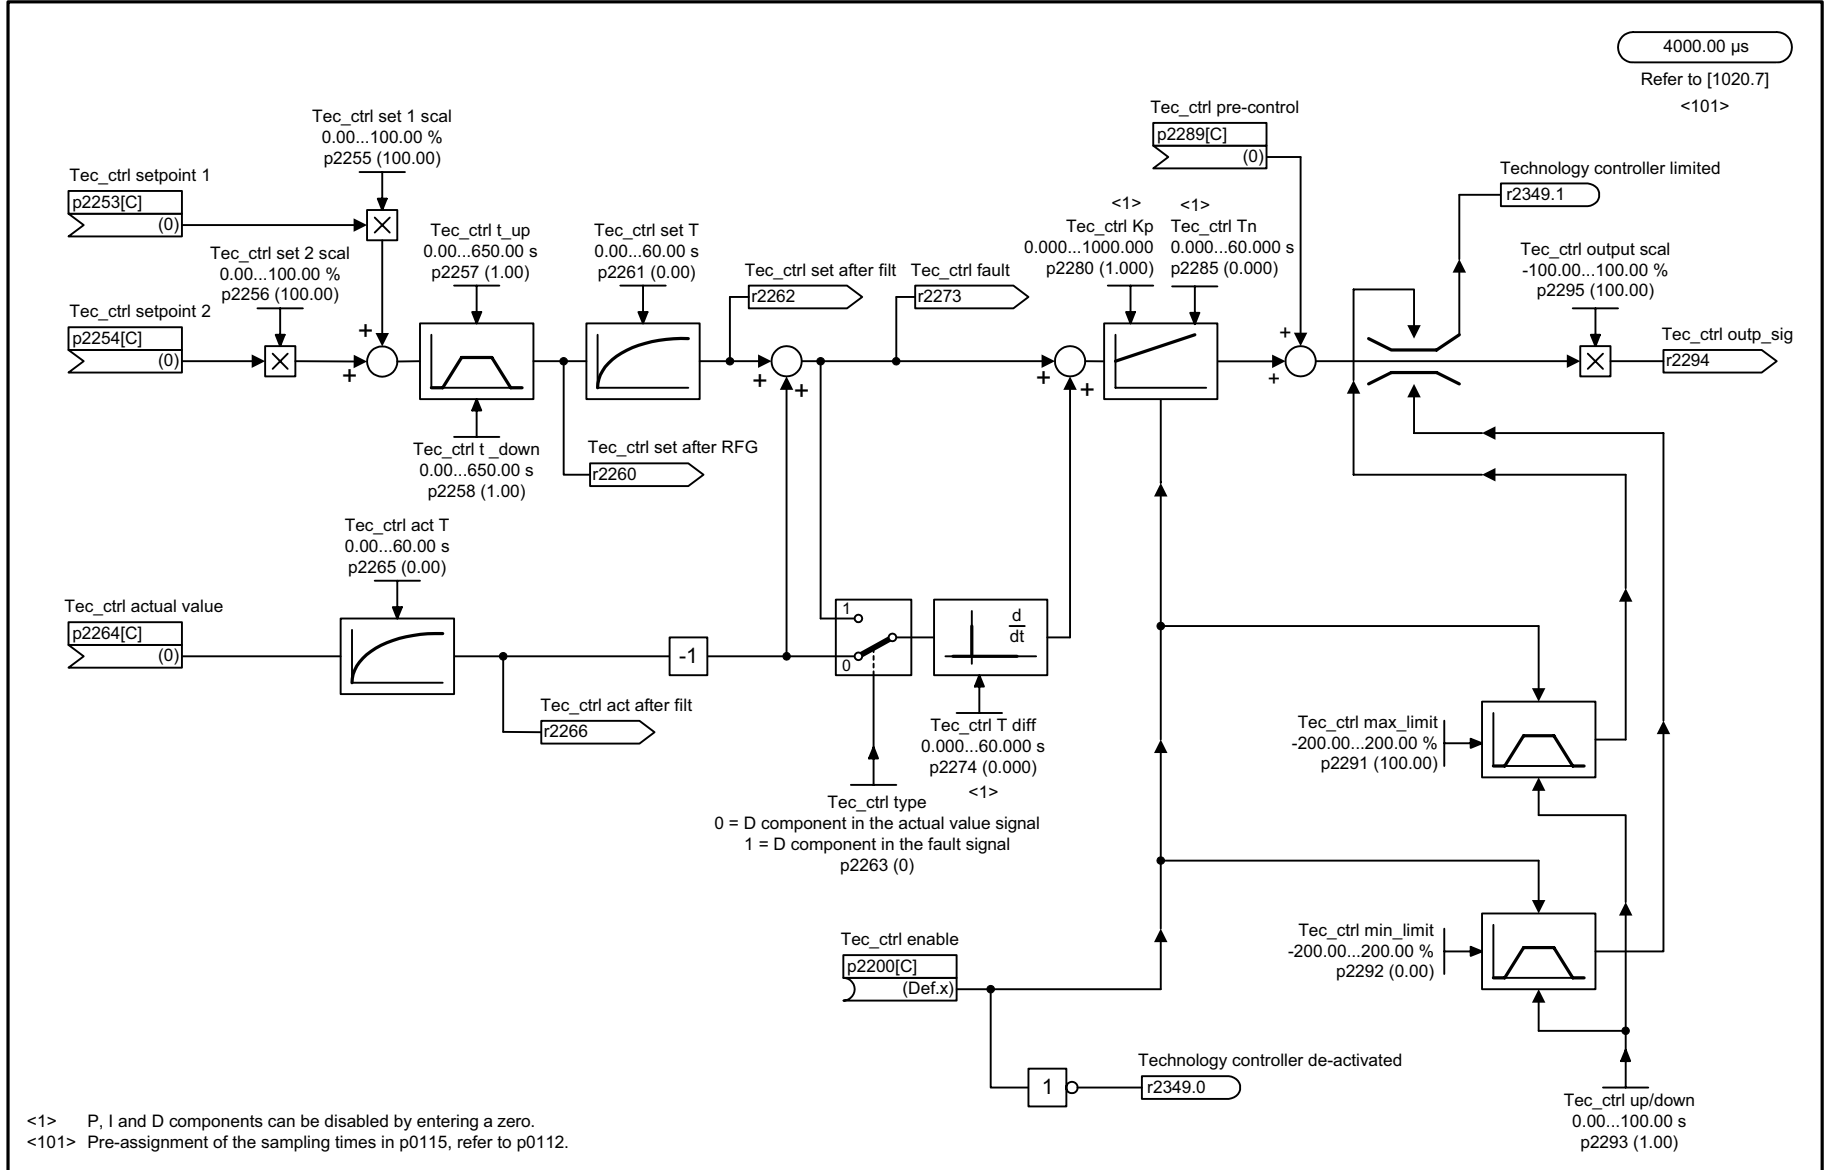 4000.00 µs
Refer to [1020.7]
<101>
Tec_ctrl set 1 scal
0.00...100.00 %
p2255 (100.00)
Tec_ctrl setpoint 1
p2253[C]
(0)
Tec_ctrl set 2 scal
0.00...100.00 %
p2256 (100.00)
Tec_ctrl setpoint 2
p2254[C]
(0)
+
+
Tec_ctrl t_up
0.00...650.00 s
p2257 (1.00)
Tec_ctrl t _down
0.00...650.00 s
p2258 (1.00)
Tec_ctrl set T
0.00...60.00 s
p2261 (0.00)
Tec_ctrl set after RFG
r2260
Tec_ctrl set after filt
r2262
+
+
Tec_ctrl fault
r2273
+
+
<1>
Tec_ctrl Kp
0.000...1000.000
p2280 (1.000)
<1>
Tec_ctrl Tn
0.000...60.000 s
p2285 (0.000)
Tec_ctrl pre-control
p2289[C]
(0)
+
+
Technology controller limited
r2349.1
Tec_ctrl output scal
-100.00...100.00 %
p2295 (100.00)
Tec_ctrl outp_sig
r2294
Tec_ctrl act T
0.00...60.00 s
p2265 (0.00)
Tec_ctrl actual value
p2264[C]
(0)
Tec_ctrl act after filt
r2266
-1
1
0
d
dt
Tec_ctrl T diff
0.000...60.000 s
p2274 (0.000)
<1>
Tec_ctrl type
0 = D component in the actual value signal
1 = D component in the fault signal
p2263 (0)
Tec_ctrl max_limit
-200.00...200.00 %
p2291 (100.00)
Tec_ctrl min_limit
-200.00...200.00 %
p2292 (0.00)
Tec_ctrl enable
p2200[C]
(Def.x)
1
Technology controller de-activated
r2349.0
Tec_ctrl up/down
0.00...100.00 s
p2293 (1.00)
<1> P, I and D components can be disabled by entering a zero.
<101> Pre-assignment of the sampling times in p0115, refer to p0112.